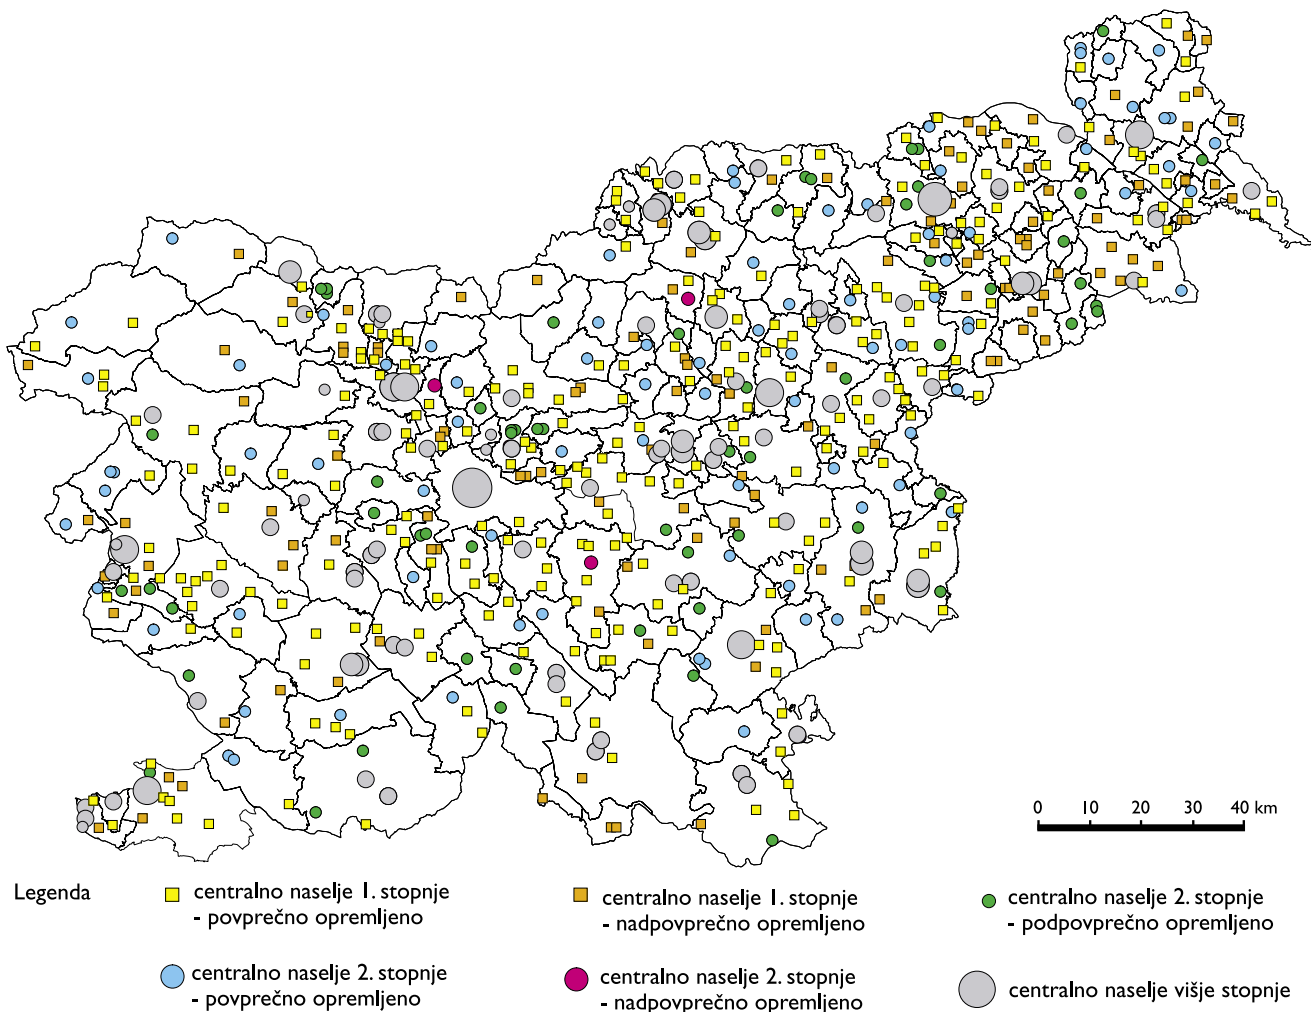 0 10 20 30 40 km
Legenda
centralno naselje 1. stopnje
- povprečno opremljeno
centralno naselje 1. stopnje
- nadpovprečno opremljeno
centralno naselje 2. stopnje
- podpovprečno opremljeno
centralno naselje 2. stopnje
- povprečno opremljeno
centralno naselje 2. stopnje
- nadpovprečno opremljeno
centralno naselje višje stopnje